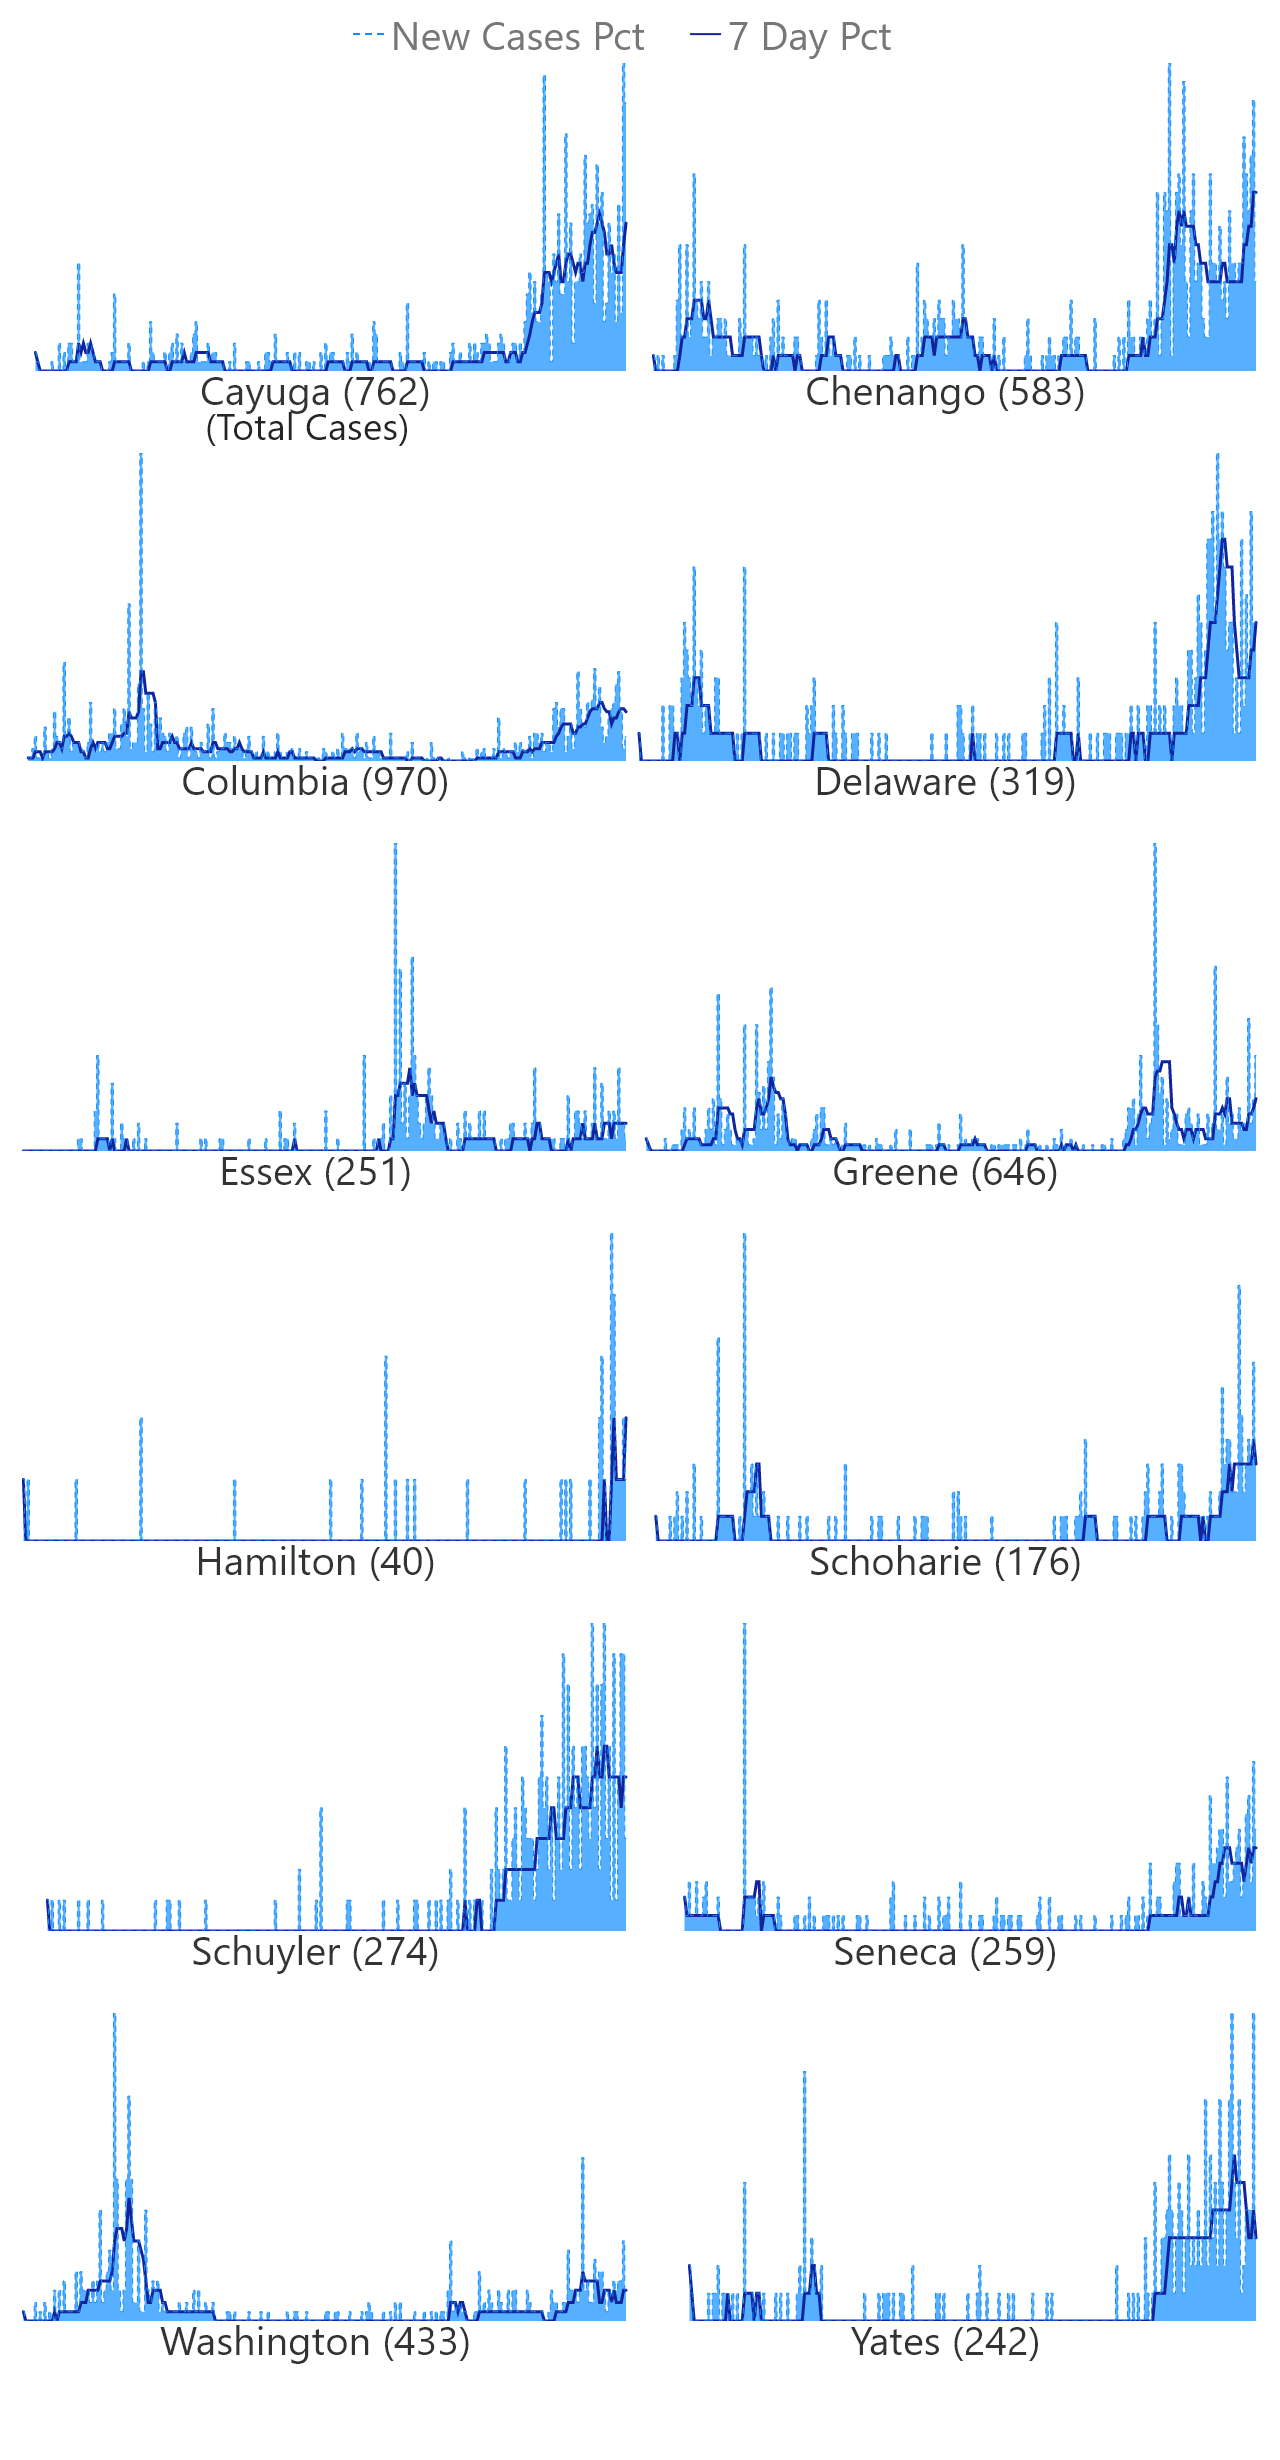 New Cases Pct 7 Day Pct
Cayuga (762) Chenango (583)
(Total Cases)
Columbia (970) Delaware (319)
Essex (251) Greene (646)
Hamilton (40) Schoharie (176)
Schuyler (274) Seneca (259)
Washington (433) Yates (242)